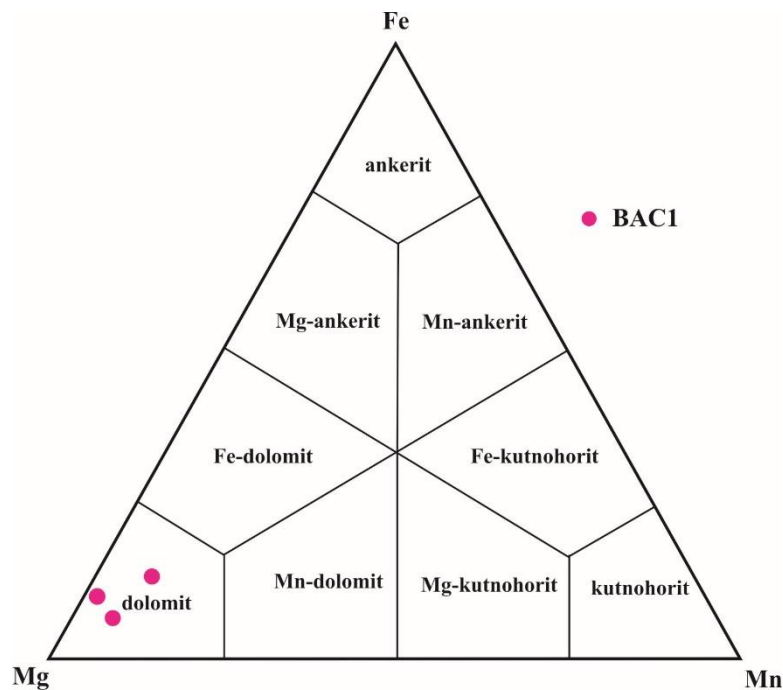 Fe
ankerit
BAC1
Mg-ankerit
Mn-ankerit
Fe-dolomit
Fe-kutnohorit
Mn-dolomit
Mg-kutnohorit
kutnohorit
dolomit
Mg
Mn